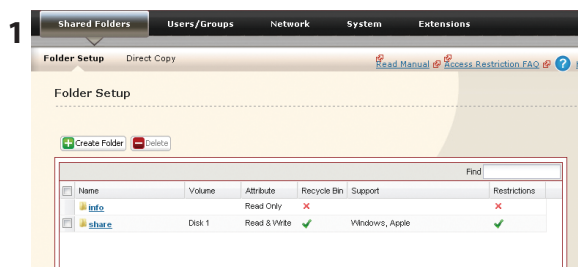 1
Shared Folders Users/Groups Network System Extensions
Folder Setup Direct Copy Read Manual Access Restriction FAQ ?
Folder Setup
Create Folder Delete
Find
Name Volume Attribute Recycle Bin Support Restrictions
info Read Only
share Disk 1 Read & Write Windows, Apple